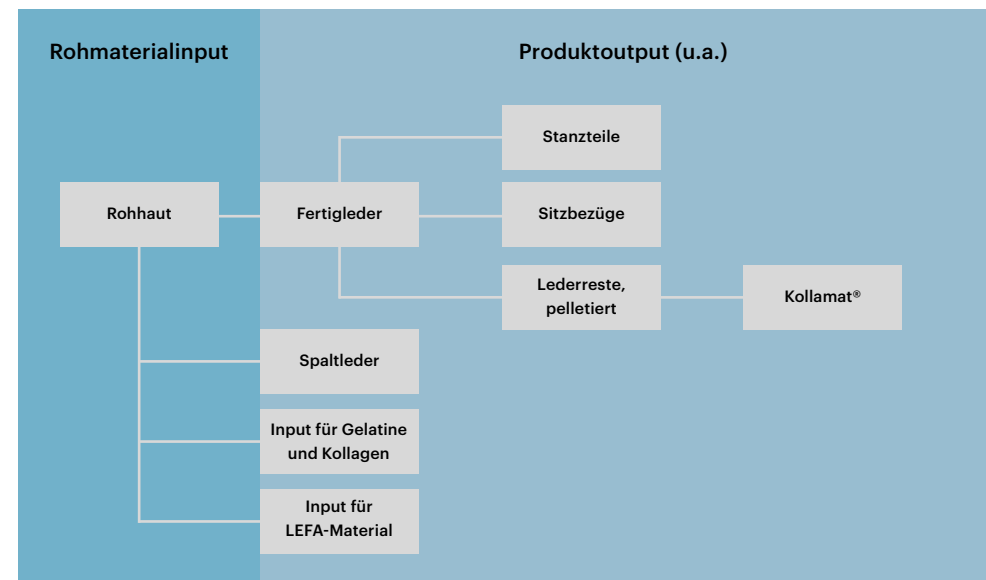 Rohmaterialinput
Produktoutput (u.a.)
Stanzteile
Rohhaut
Fertigleder
Sitzbezüge
Lederreste,
pelletiert
Kollamat®
Spaltleder
Input für Gelatine
und Kollagen
Input für
LEFA-Material